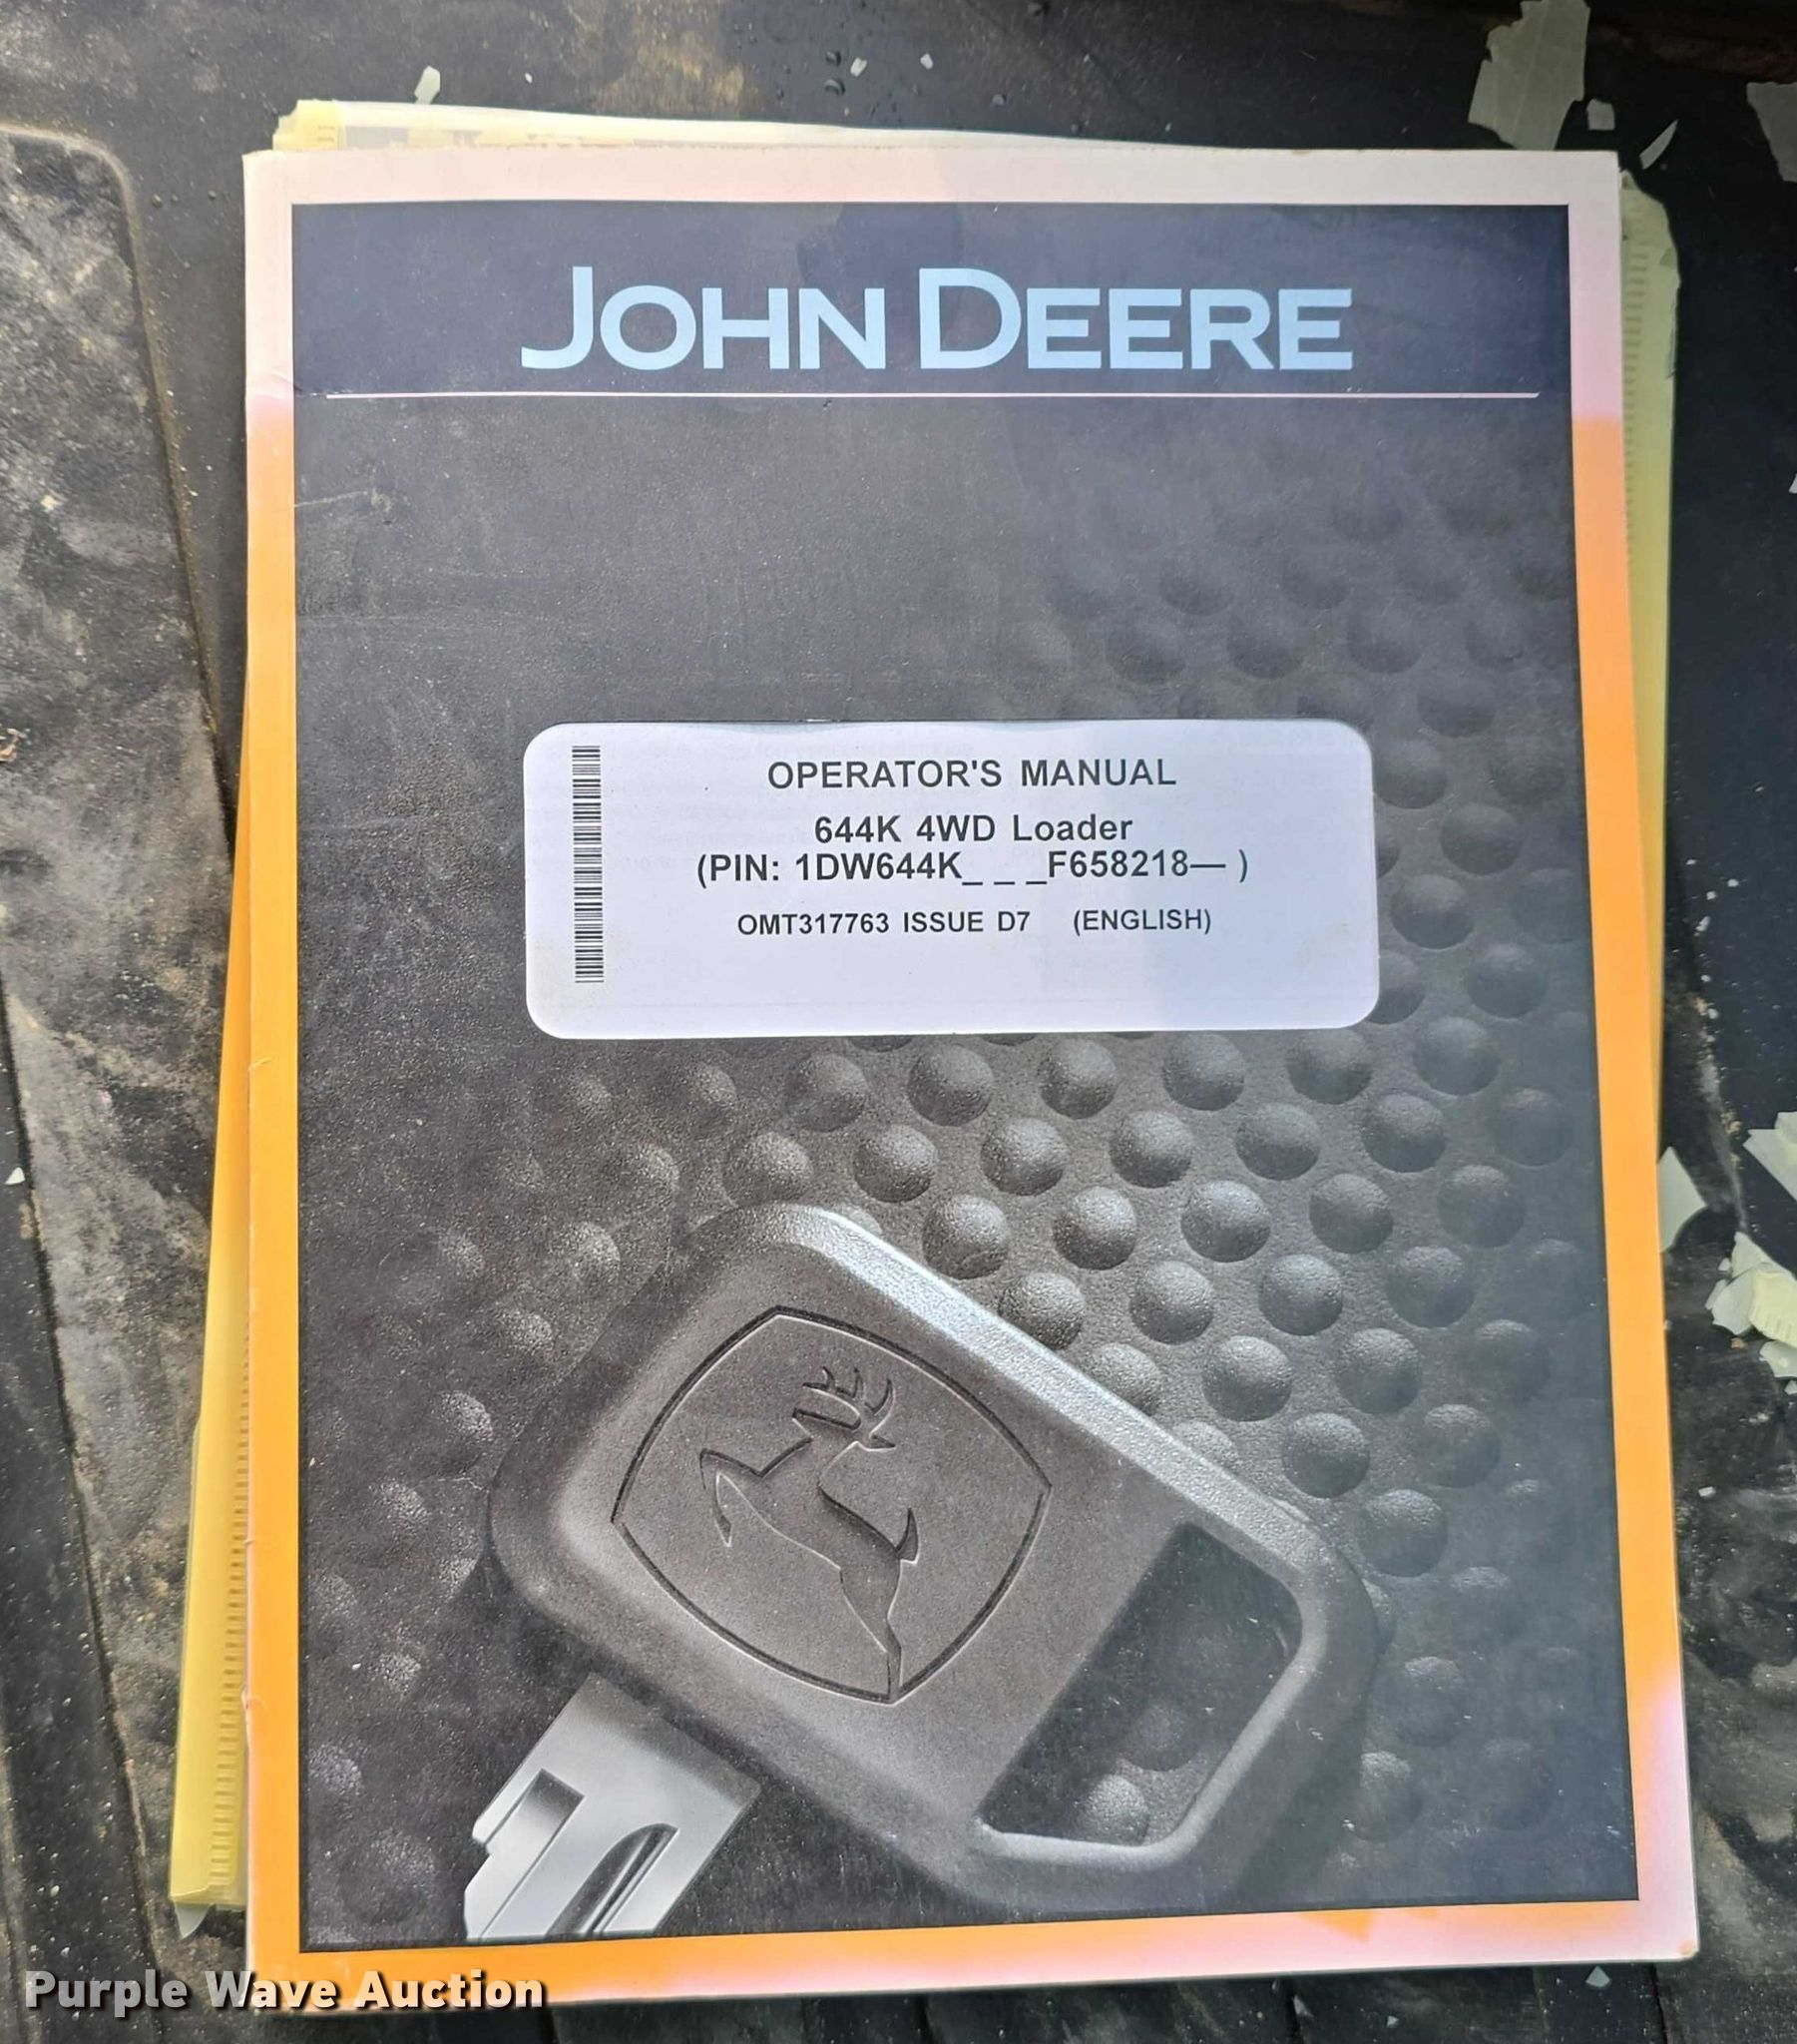 JOHN DEERE
OPERATOR'S MANUAL
644K 4WD Loader
(PIN: 1DW644K_ _ _F658218— )
OMT317763 ISSUE D7 (ENGLISH)
Purple Wave Auction